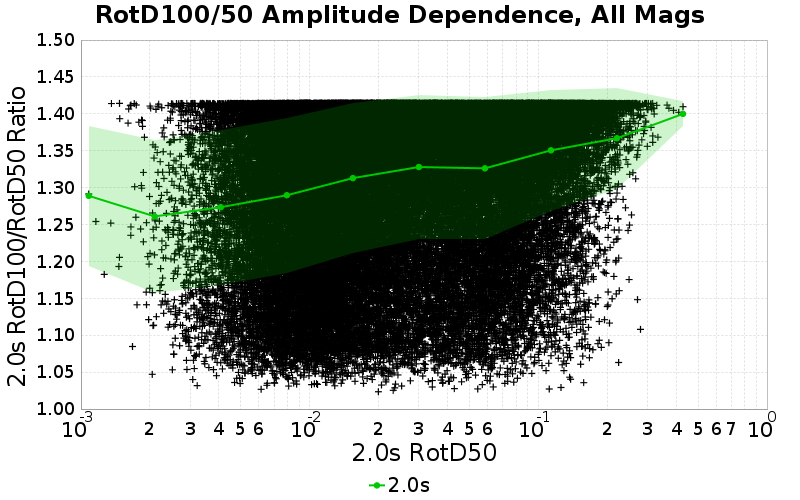 RotD100/50 Amplitude Dependence, All Mags
2.0s RotD100/RotD50 Ratio
1.50
1.45
1.40
1.35
1.30
1.25
1.20
1.15
1.10
1.05
1.00
10-3 2 3 4 5 6 10-2 2 3 4 5 6 10-1 2 3 4 5 6 7 100
2.0s RotD50
2.0s